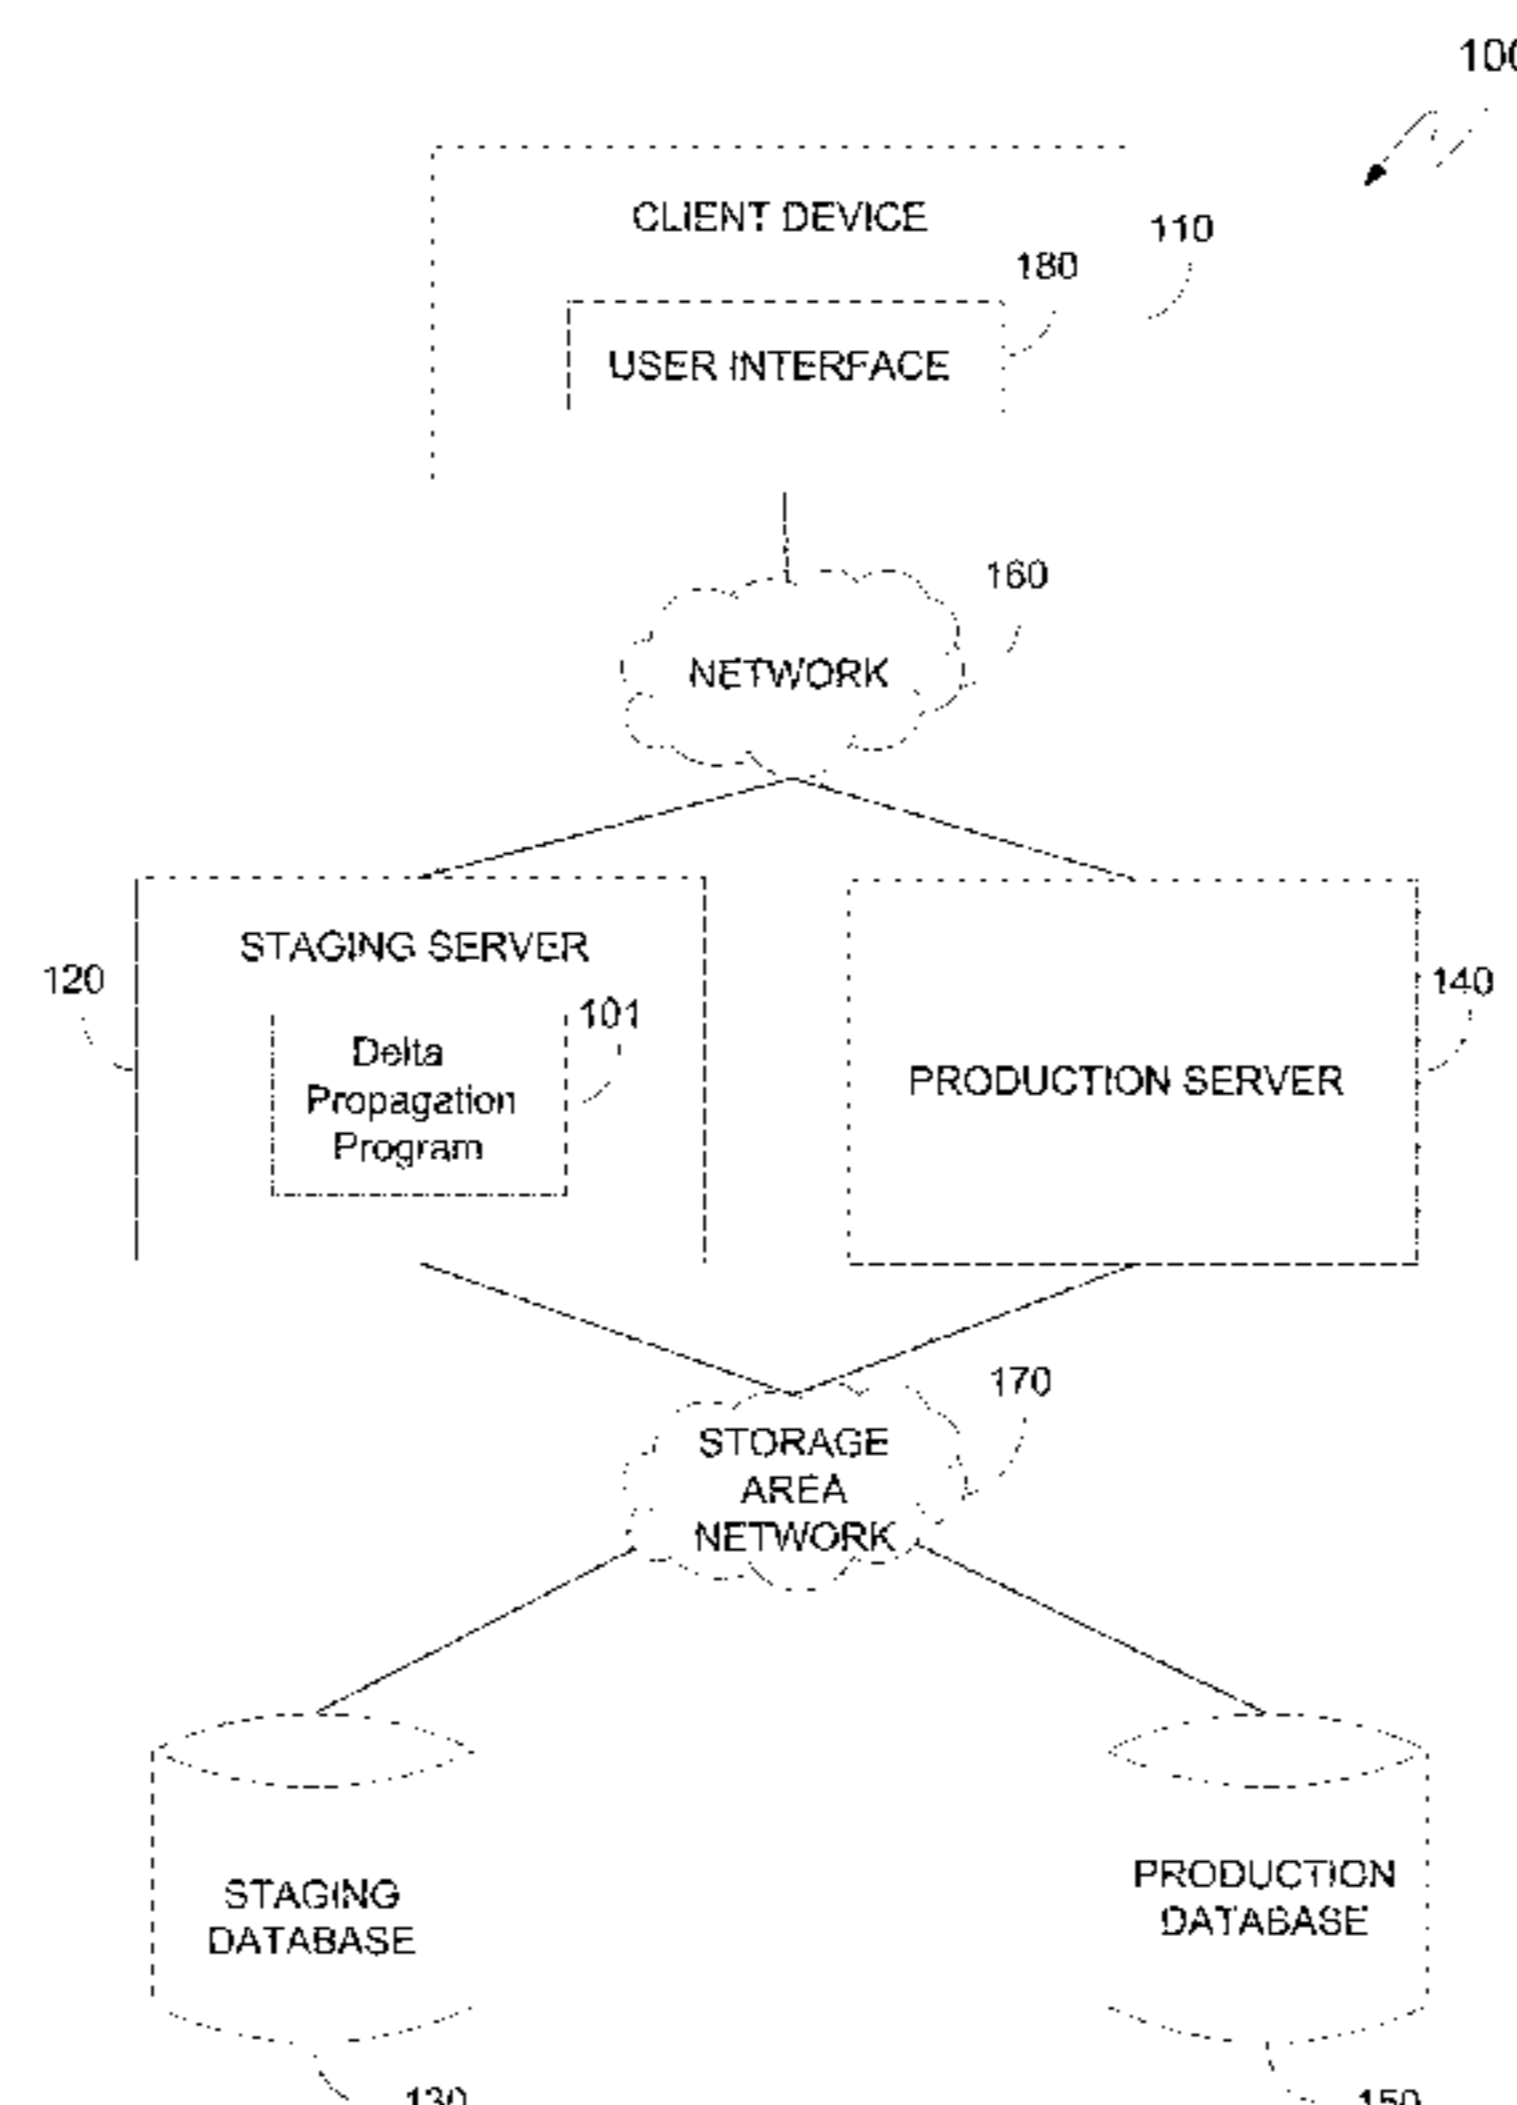 100
CLIENT DEVICE
110
180
USER INTERFACE
160
NETWORK
STAGING SERVER
120
101
140
Delta
Propagation
Program
PRODUCTION SERVER
170
STORAGE
AREA
NETWORK
STAGING
DATABASE
PRODUCTION
DATABASE
130
150